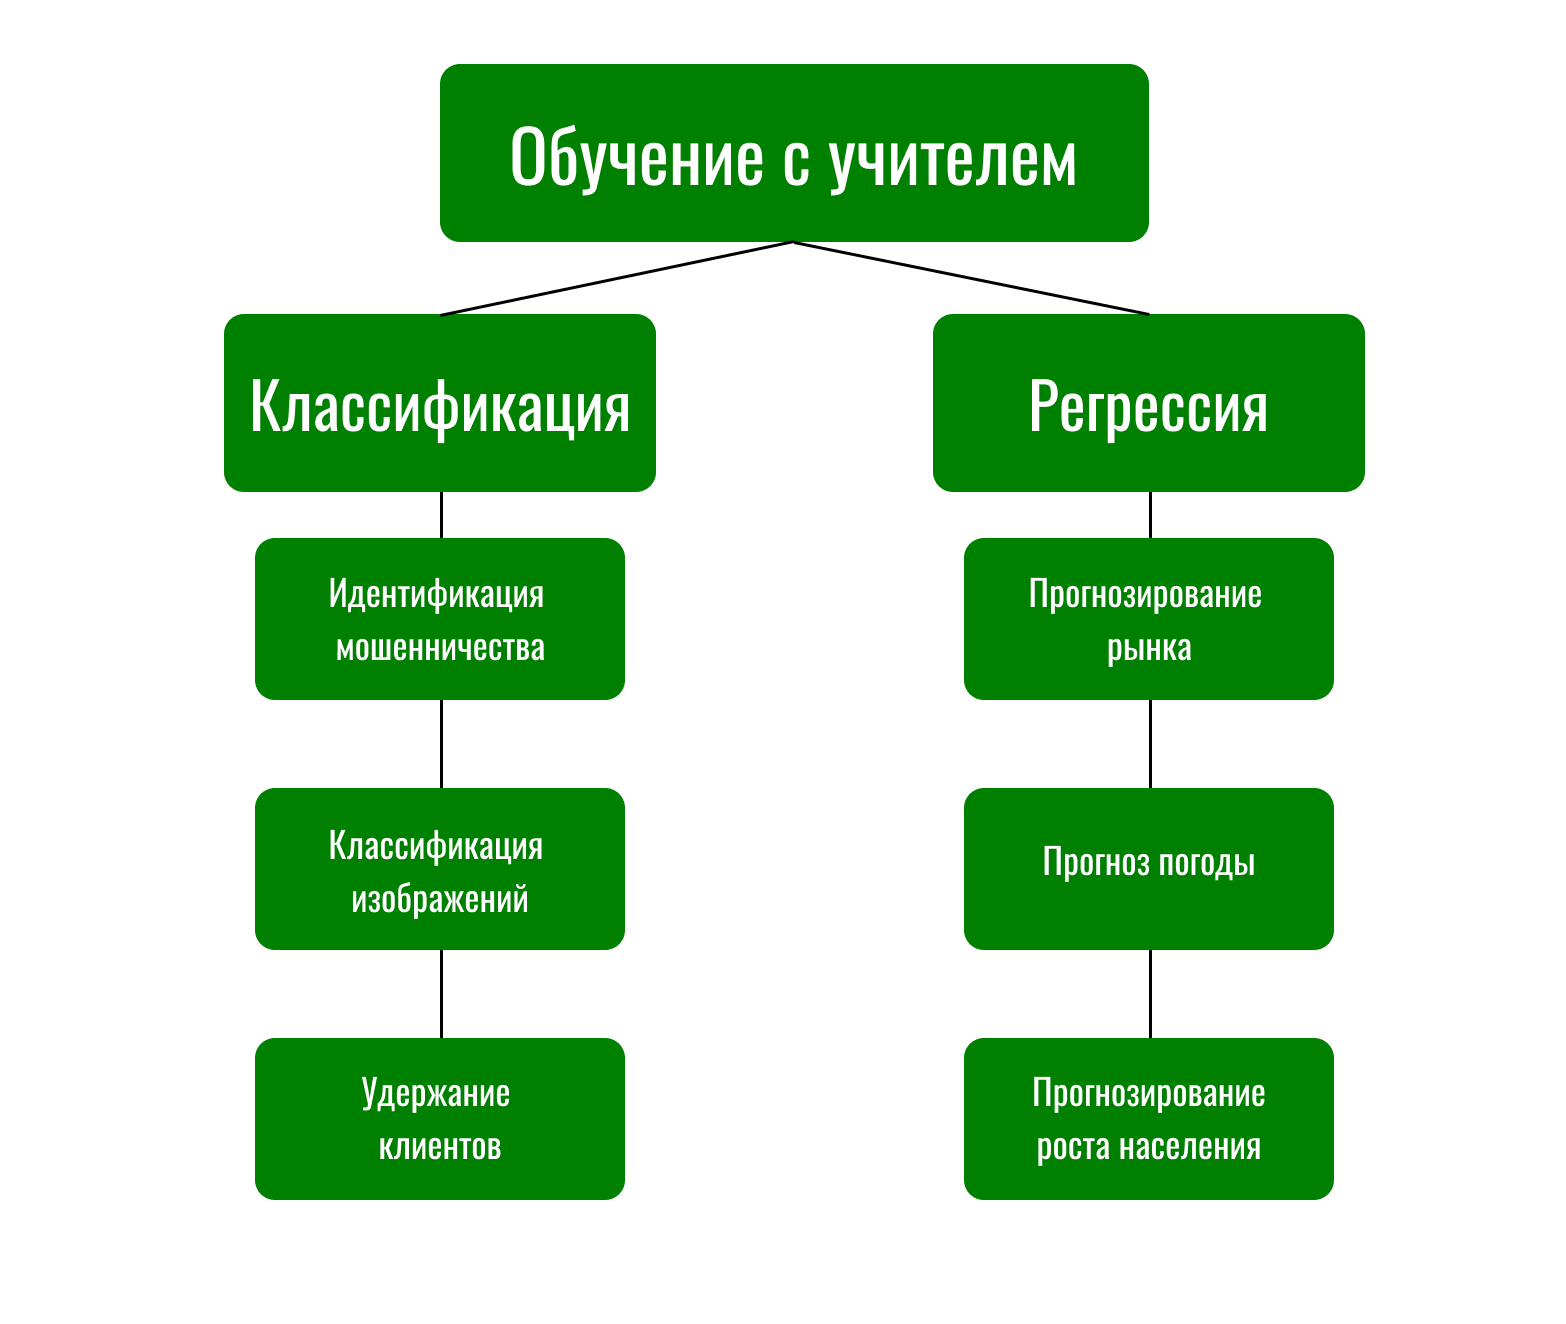 Обучение с учителем
Классификация
Регрессия
Идентификация
мошенничества
Прогнозирование
рынка
Классификация
изображений
Прогноз погоды
Удержание
клиентов
Прогнозирование
роста населения